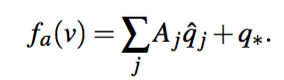 f_a(v) = ∑_j A_j q̂_j + q_*.